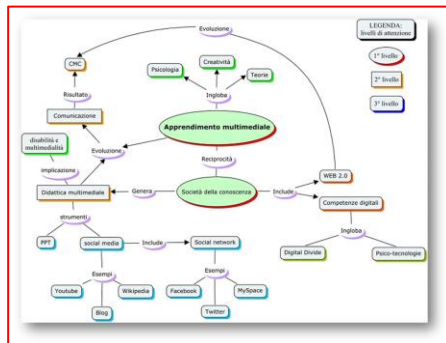 Evoluzione
LEGENDA:
livelli di attenzione
1° livello
2° livello
3° livello
CMC
Psicologia
Creatività
Teorie
Risultato
Ingloba
Comunicazione
Apprendimento multimediale
disabilità e
multimedialità
Evoluzione
Reciprocità
implicazione
WEB 2.0
Didattica multimediale
Genera
Società della conoscenza
Include
Competenze digitali
strumenti
Ingloba
PPT
social media
Include
Social network
Digital Divide
Psico-tecnologie
Esempi
Esempi
Youtube
Wikipedia
Facebook
MySpace
Blog
Twitter